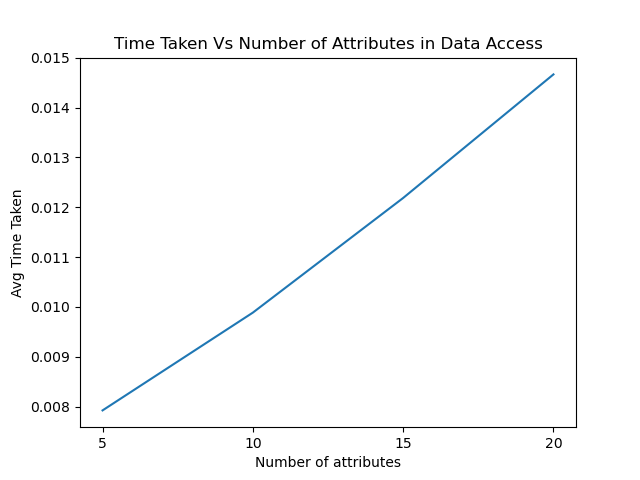 Time Taken Vs Number of Attributes in Data Access
0.015
0.014
0.013
0.012
0.011
0.010
0.009
0.008
Avg Time Taken
5 10 15 20
Number of attributes